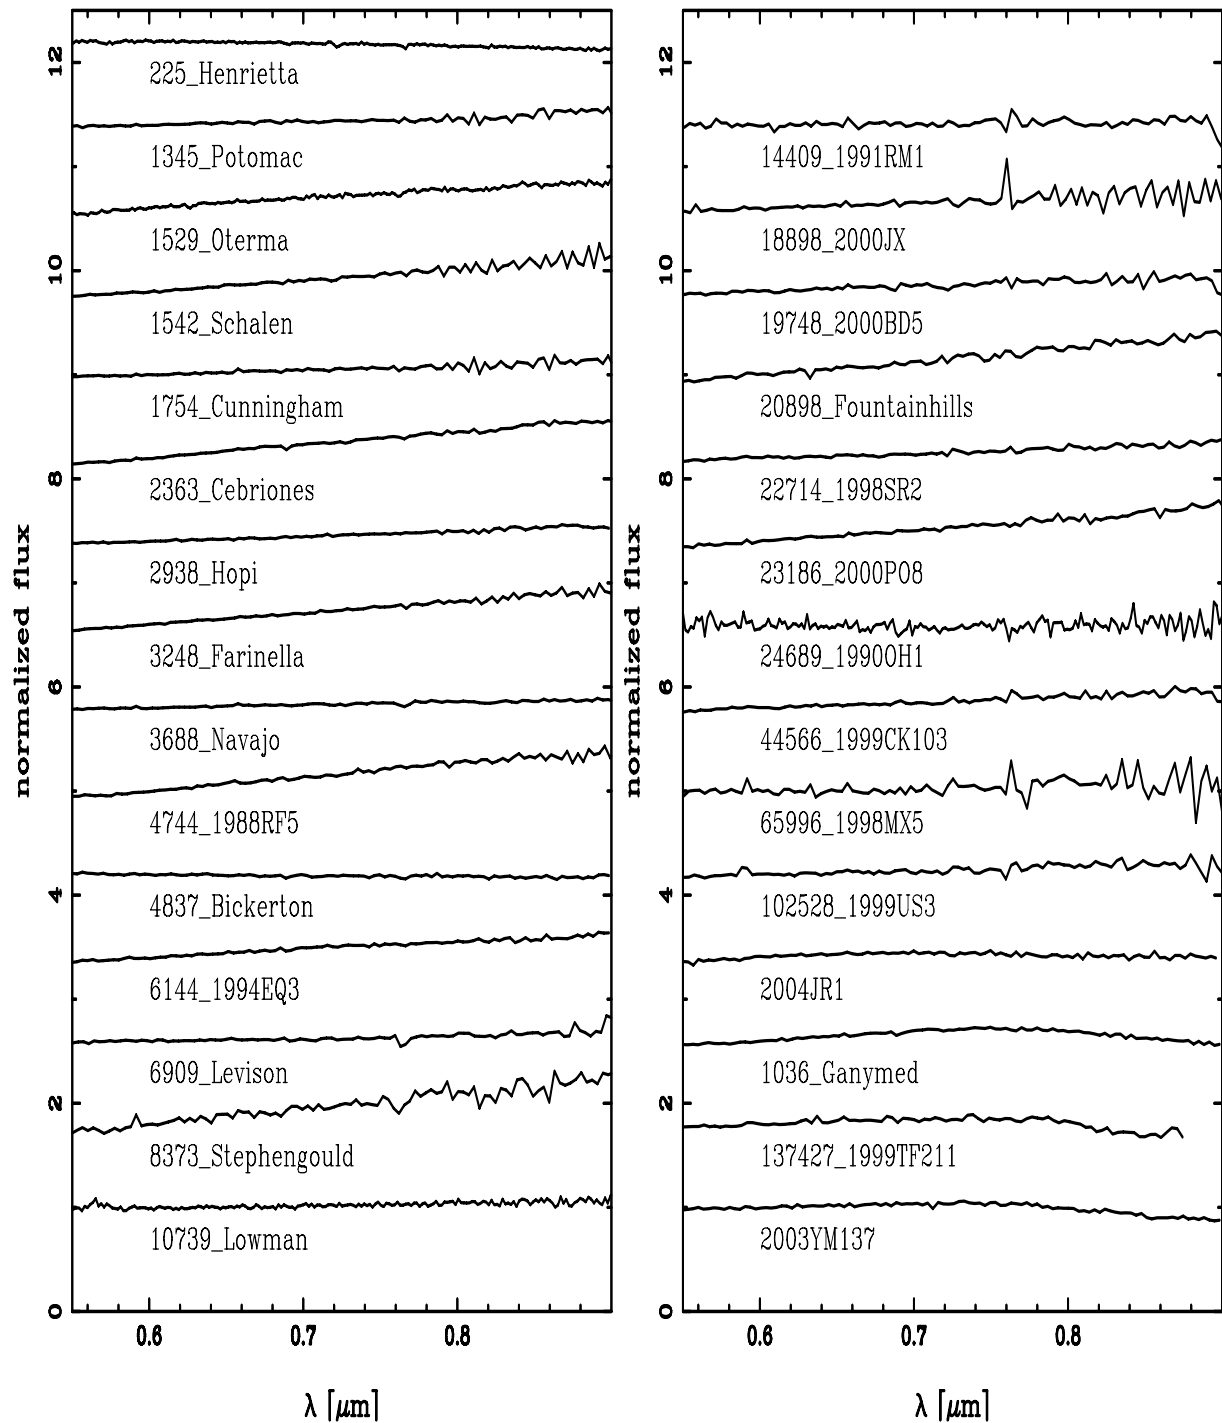 normalized flux
12
10
8
6
4
2
0
225_Henrietta
1345_Potomac
1529_Oterma
1542_Schalen
1754_Cunningham
2363_Cebriones
2938_Hopi
3248_Farinella
3688_Navajo
4744_1988RF5
4837_Bickerton
6144_1994EQ3
6909_Levison
8373_Stephengould
10739_Lowman
0.6 0.7 0.8
λ [μm]
normalized flux
12
10
8
6
4
2
0
14409_1991RM1
18898_2000JX
19748_2000BD5
20898_Fountainhills
22714_1998SR2
23186_2000PO8
24689_1990OH1
44566_1999CK103
65996_1998MX5
102528_1999US3
2004JR1
1036_Ganymed
137427_1999TF211
2003YM137
0.6 0.7 0.8
λ [μm]